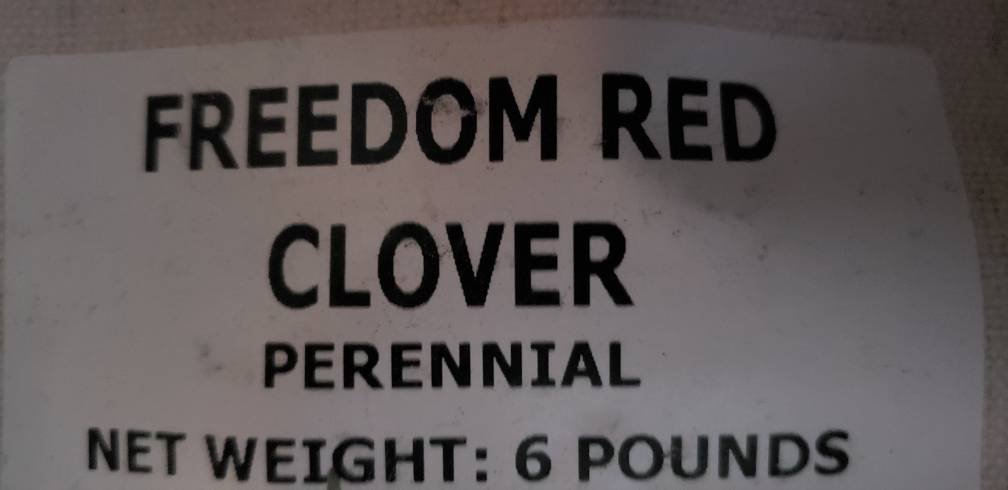 FREEDOM RED
CLOVER
PERENNIAL
NET WEIGHT: 6 POUNDS